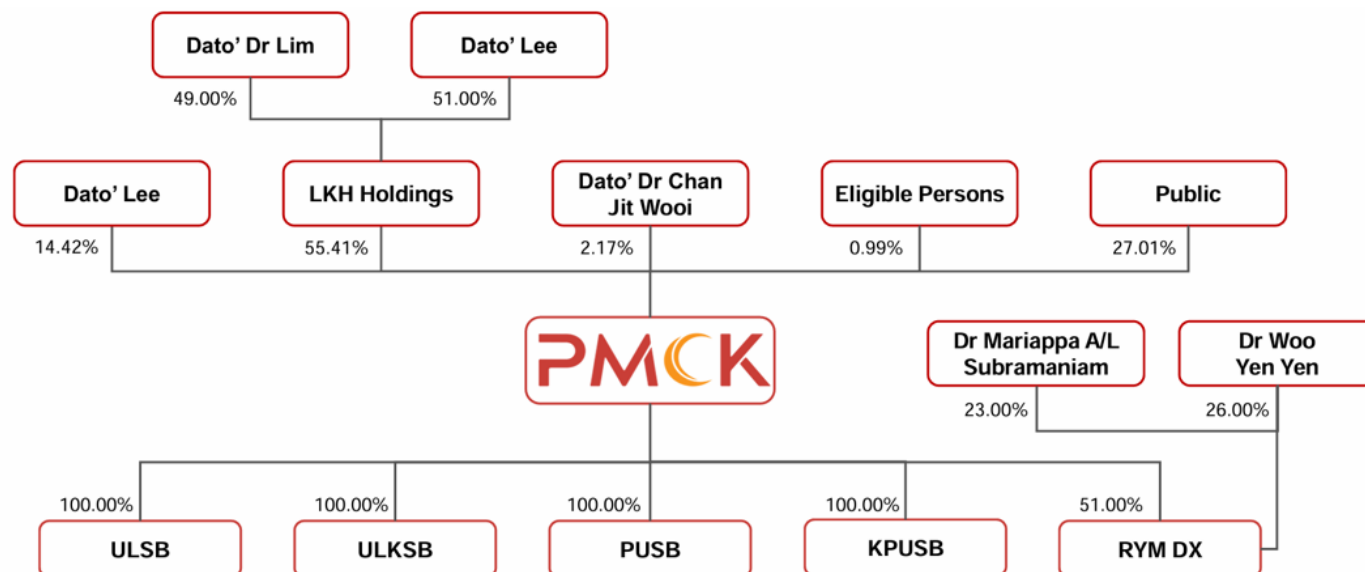 Dato' Dr Lim
Dato' Lee
49.00%
51.00%
Dato' Lee
LKH Holdings
Dato' Dr Chan
Jit Wooi
Eligible Persons
Public
14.42%
55.41%
2.17%
0.99%
27.01%
PMCK
Dr Mariappa A/L
Subramaniam
Dr Woo
Yen Yen
23.00%
26.00%
100.00%
100.00%
100.00%
100.00%
51.00%
ULSB
ULKSB
PUSB
KPUSB
RYM DX